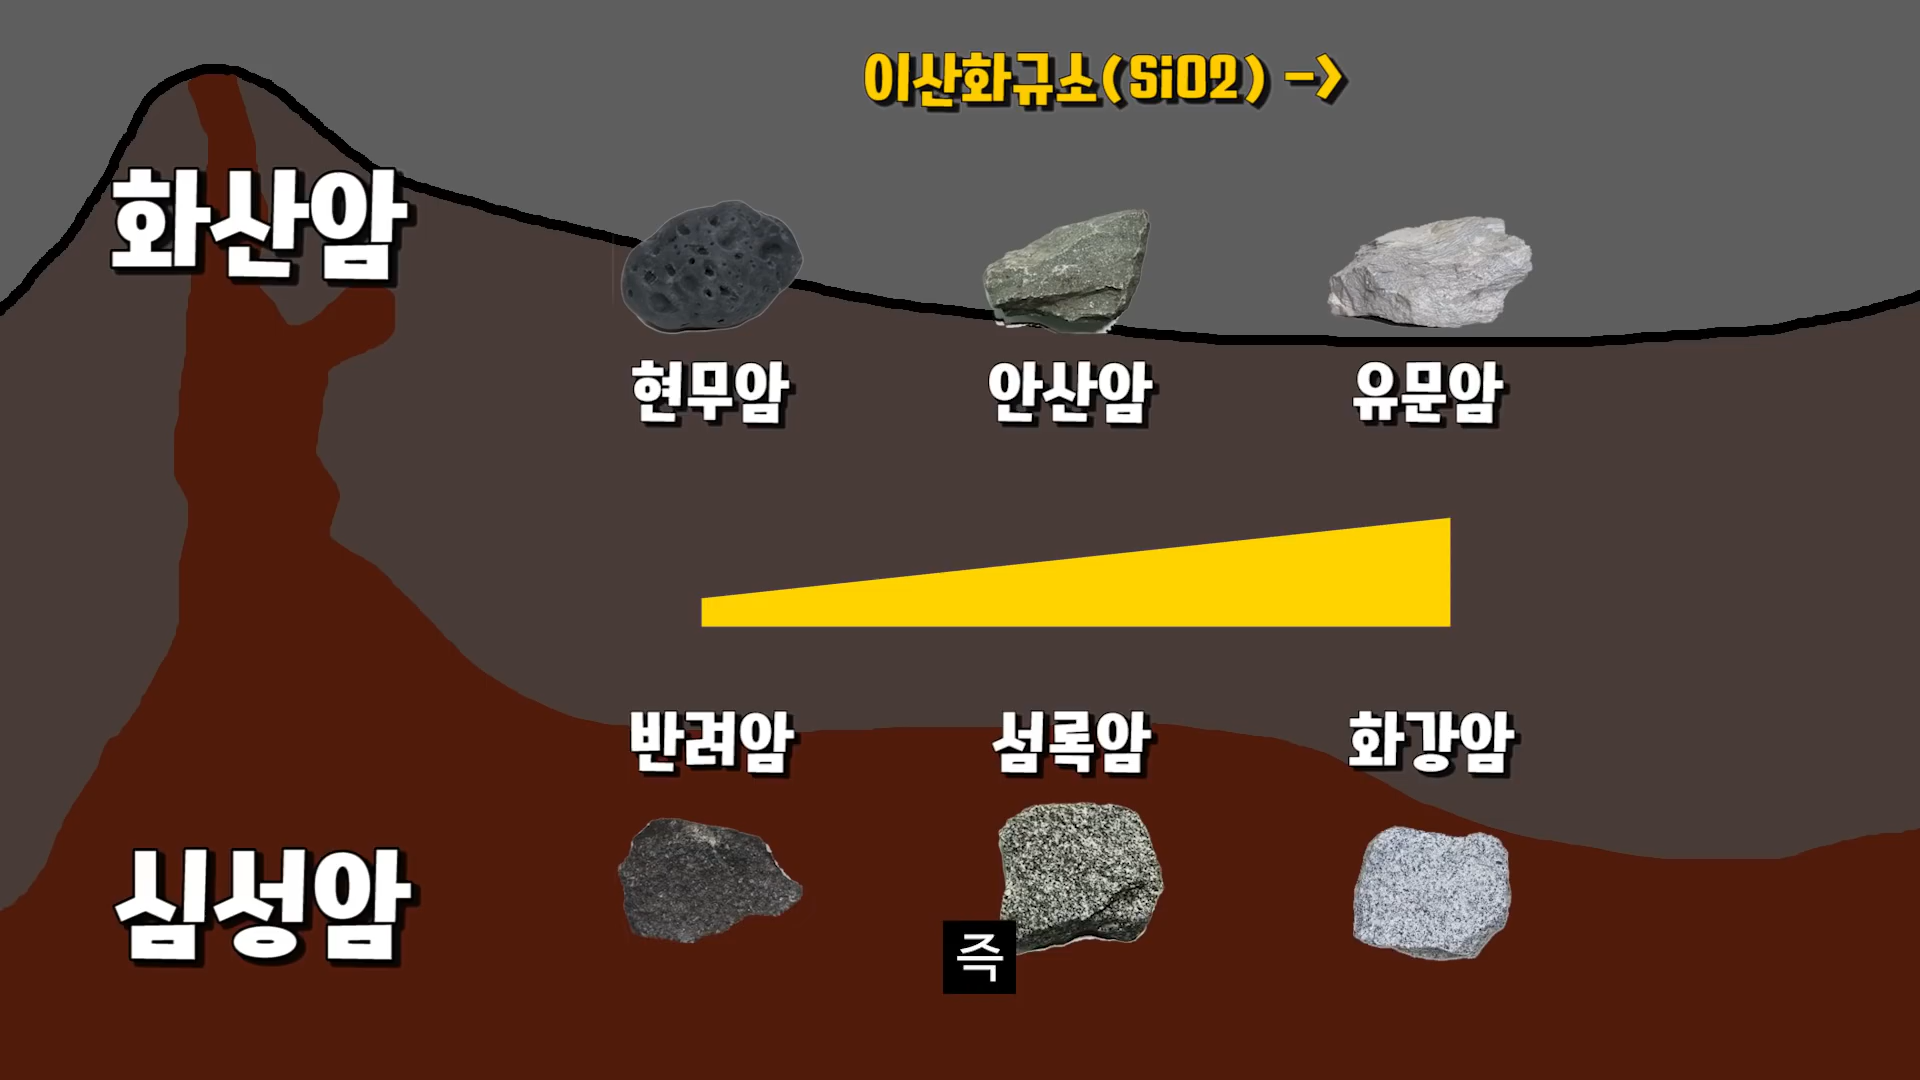 이산화규소(SiO2) ->
화산암
현무암 안산암 유문암
반려암 섬록암 화강암
심성암
즉